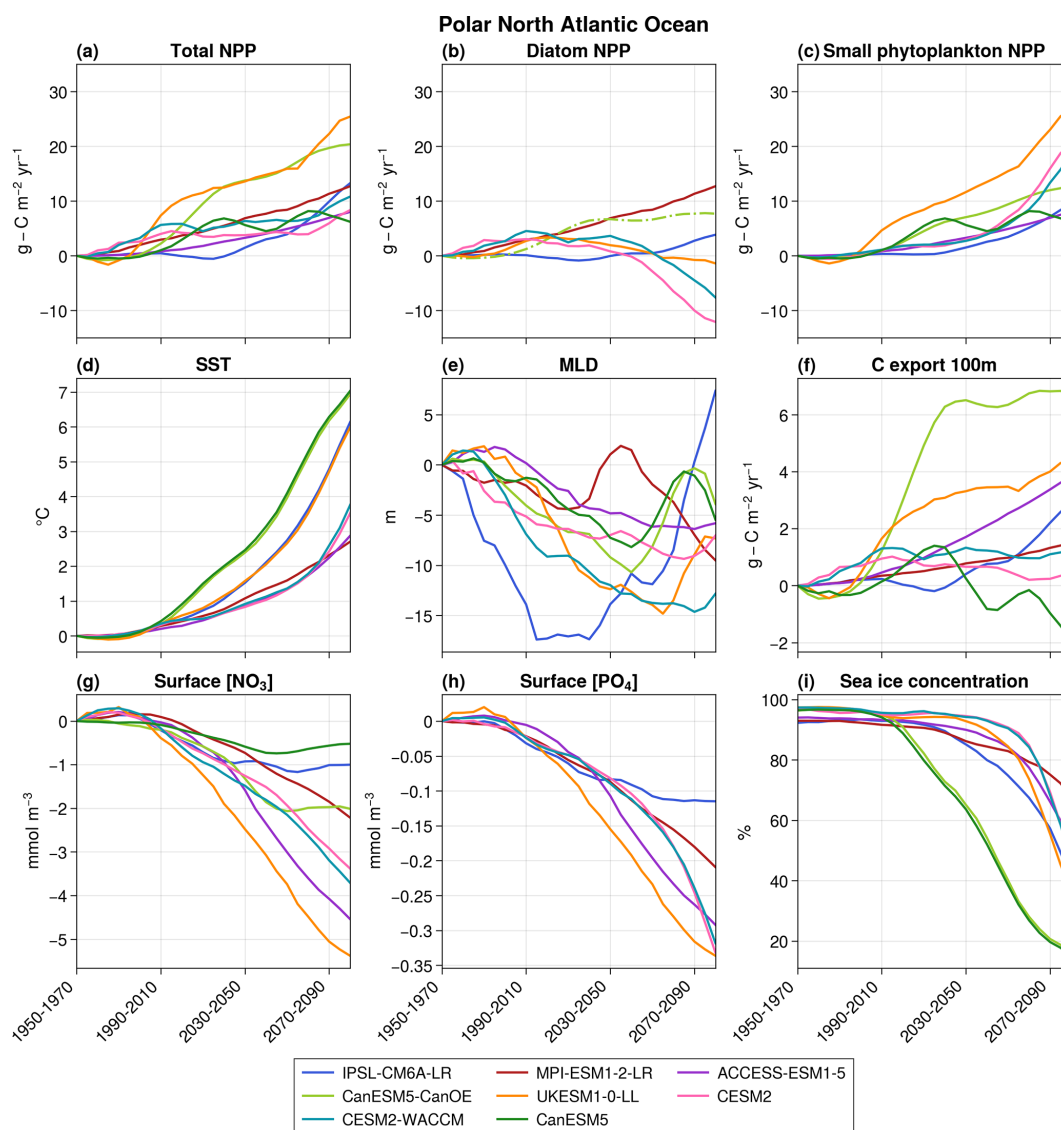 Polar North Atlantic Ocean
(a) Total NPP
(b) Diatom NPP
(c) Small phytoplankton NPP
30
20
10
0
−10
g − C m⁻² yr⁻¹
30
20
10
0
−10
g − C m⁻² yr⁻¹
30
20
10
0
−10
g − C m⁻² yr⁻¹
(d) SST
(e) MLD
(f) C export 100m
7
6
5
4
3
2
1
0
°C
5
0
−5
−10
−15
m
6
4
2
0
−2
g − C m⁻² yr⁻¹
(g) Surface [NO₃]
(h) Surface [PO₄]
(i) Sea ice concentration
0
−1
−2
−3
−4
−5
mmol m⁻³
0
−0.05
−0.1
−0.15
−0.2
−0.25
−0.3
−0.35
mmol m⁻³
100
80
60
40
20
%
1950-1970
1990-2010
2030-2050
2070-2090
1950-1970
1990-2010
2030-2050
2070-2090
1950-1970
1990-2010
2030-2050
2070-2090
IPSL-CM6A-LR
MPI-ESM1-2-LR
ACCESS-ESM1-5
CanESM5-CanOE
UKESM1-0-LL
CESM2
CESM2-WACCM
CanESM5